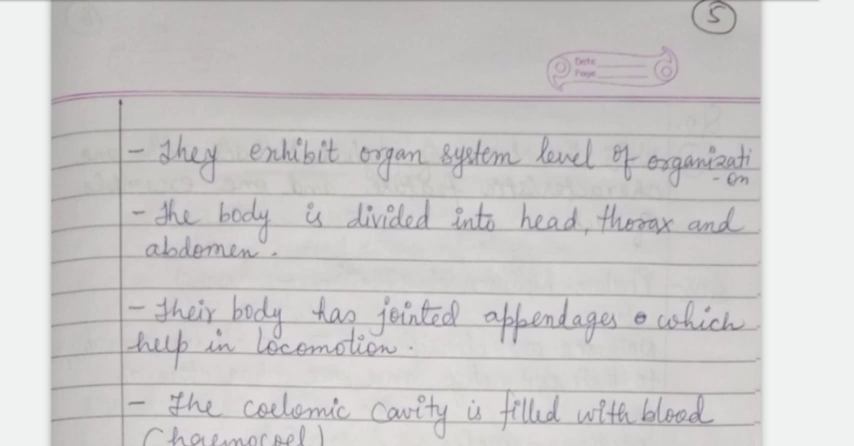 5
Date
Page
- They exhibit organ system level of organizati
- on
- The body is divided into head, thorax and
abdomen.
- Their body has jointed appendages which
help in locomotion.
- The coelomic cavity is filled with blood
(haemocoel)